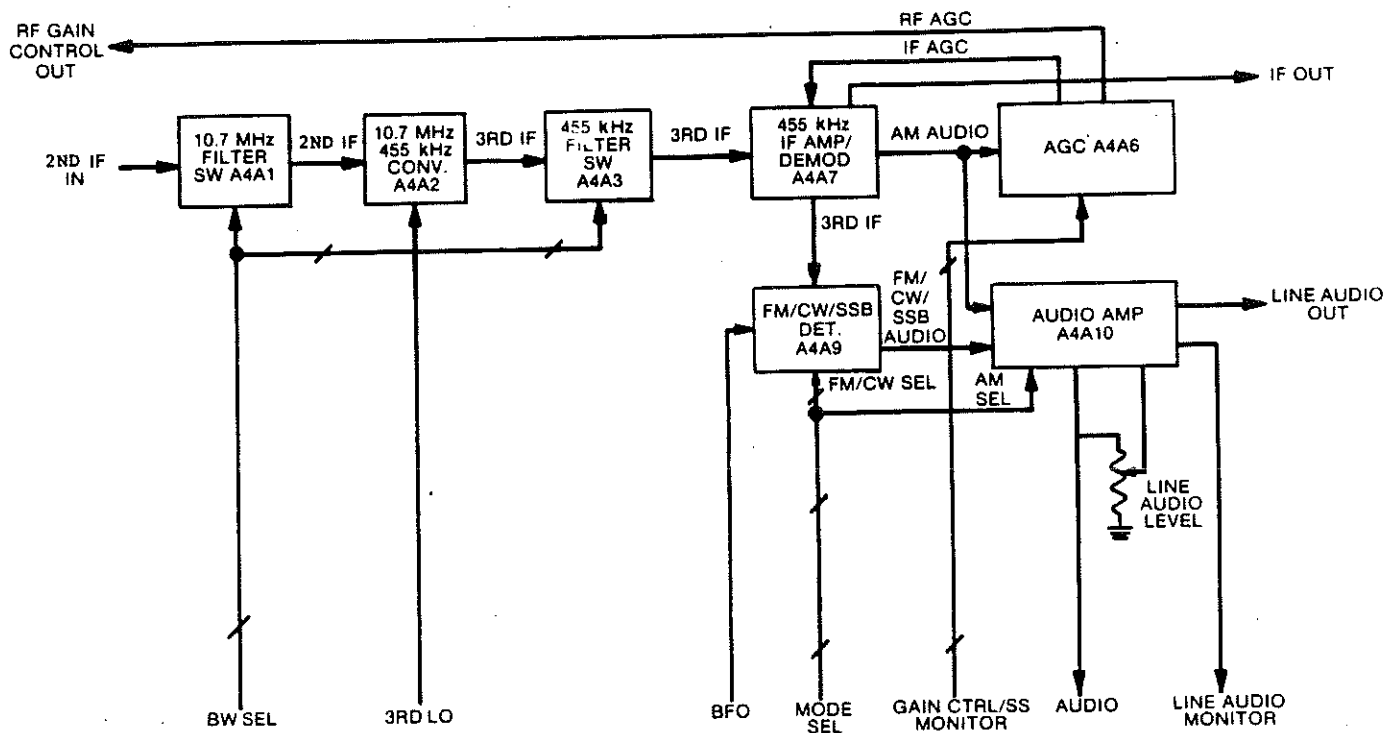 RF GAIN
CONTROL
OUT
RF AGC
IF AGC
IF OUT
2ND IF
IN
10.7 MHz
FILTER
SW A4A1
2ND IF
10.7 MHz
455 kHz
CONV.
A4A2
3RD IF
455 kHz
FILTER
SW
A4A3
3RD IF
455 kHz
IF AMP/
DEMOD
A4A7
AM AUDIO
AGC A4A6
3RD IF
FM/CW/SSB
DET.
A4A9
FM/
CW/
SSB
AUDIO
AUDIO AMP
A4A10
LINE AUDIO
OUT
FM/CW SEL
AM
SEL
LINE
AUDIO
LEVEL
BW SEL
3RD LO
BFO
MODE
SEL
GAIN CTRL/SS
MONITOR
AUDIO
LINE AUDIO
MONITOR